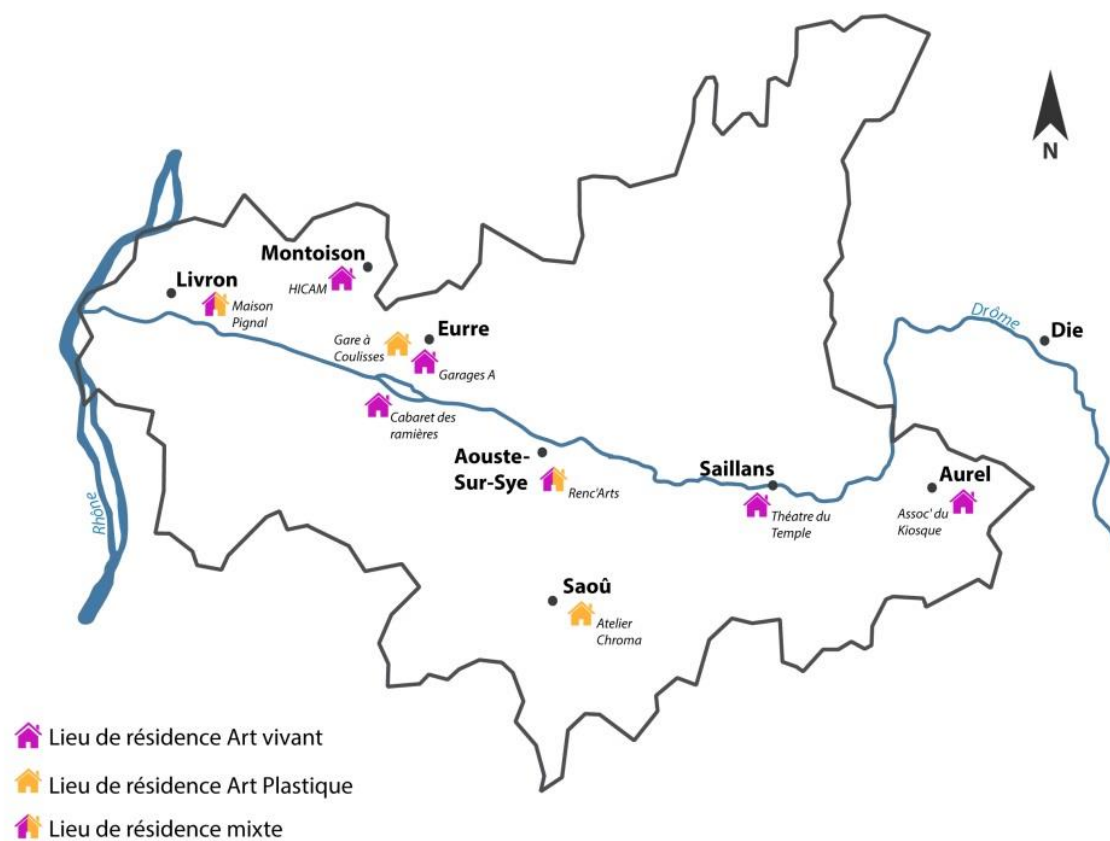 N
Montoison
HICAM
Livron
Maison
Pignal
Eurre
Gare à
Coulisses
Garages A
Cabaret des
ramières
Drôme
Die
Rhône
Aouste-
Sur-Sye
Renc'Arts
Saillans
Théatre du
Temple
Aurel
Assoc' du
Kiosque
Saoû
Atelier
Chroma
Lieu de résidence Art vivant
Lieu de résidence Art Plastique
Lieu de résidence mixte